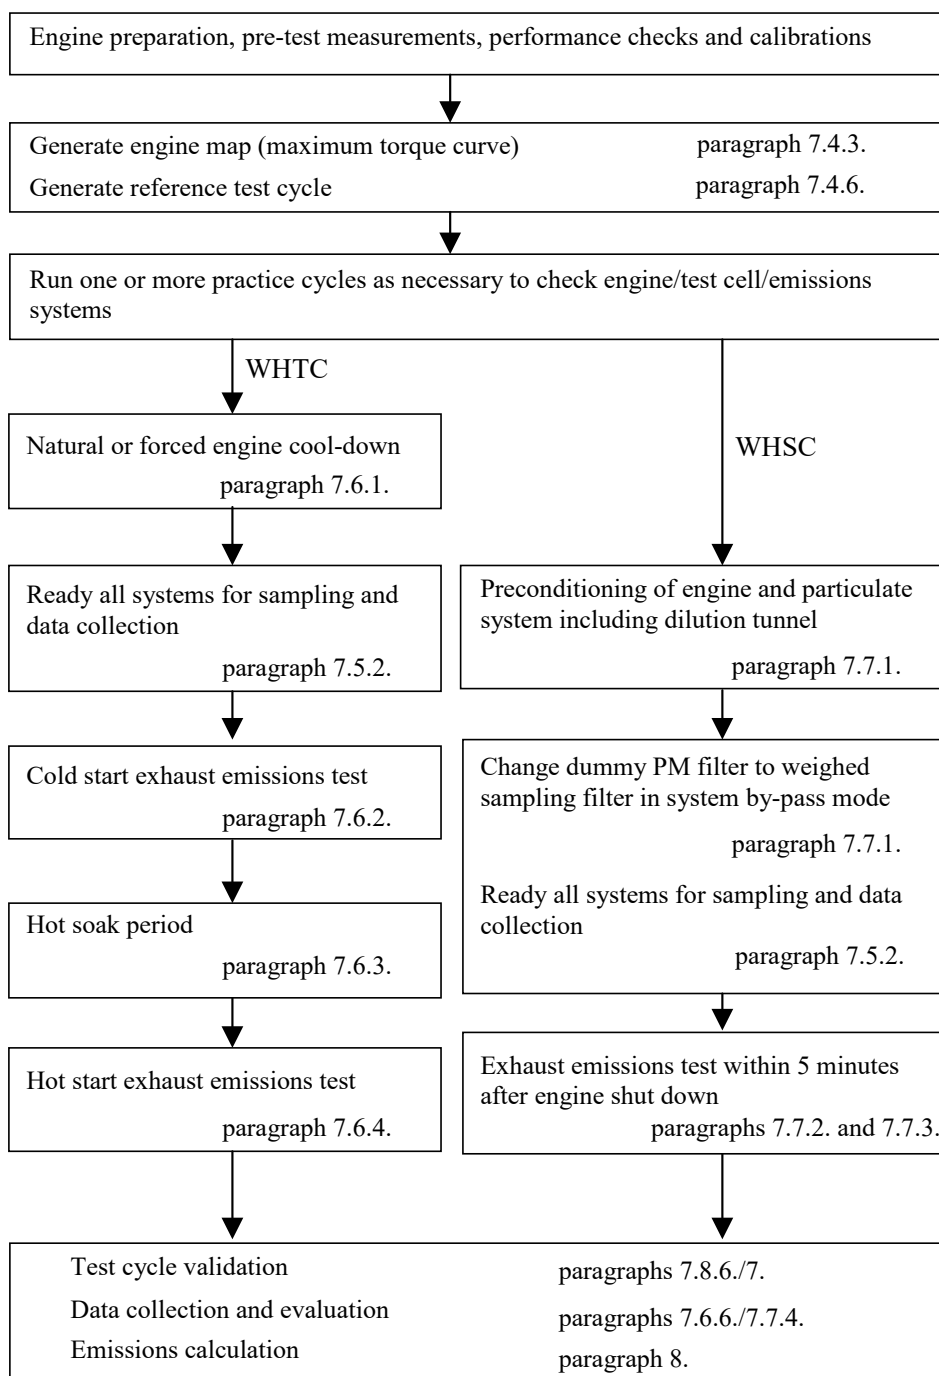 Engine preparation, pre-test measurements, performance checks and calibrations
Generate engine map (maximum torque curve) paragraph 7.4.3.
Generate reference test cycle paragraph 7.4.6.
Run one or more practice cycles as necessary to check engine/test cell/emissions
systems
WHTC
Natural or forced engine cool-down
paragraph 7.6.1.
Ready all systems for sampling and
data collection
paragraph 7.5.2.
Cold start exhaust emissions test
paragraph 7.6.2.
Hot soak period
paragraph 7.6.3.
Hot start exhaust emissions test
paragraph 7.6.4.
WHSC
Preconditioning of engine and particulate
system including dilution tunnel
paragraph 7.7.1.
Change dummy PM filter to weighed
sampling filter in system by-pass mode
paragraph 7.7.1.
Ready all systems for sampling and data
collection
paragraph 7.5.2.
Exhaust emissions test within 5 minutes
after engine shut down
paragraphs 7.7.2. and 7.7.3.
Test cycle validation paragraphs 7.8.6./7.
Data collection and evaluation paragraphs 7.6.6./7.7.4.
Emissions calculation paragraph 8.